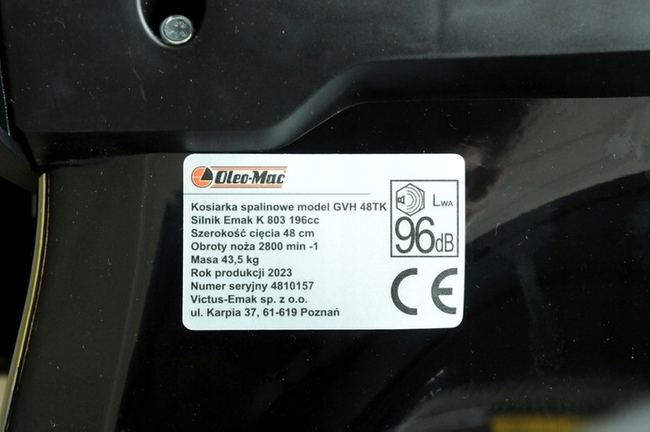 Oleo-Mac
Kosiarka spalinowe model GVH 48TK
Silnik Emak K 803 196cc
Szerokość cięcia 48 cm
Obroty noża 2800 min -1
Masa 43,5 kg
Rok produkcji 2023
Numer seryjny 4810157
Victus-Emak sp. z o.o.
ul. Karpia 37, 61-619 Poznań
LWA
96dB
CE